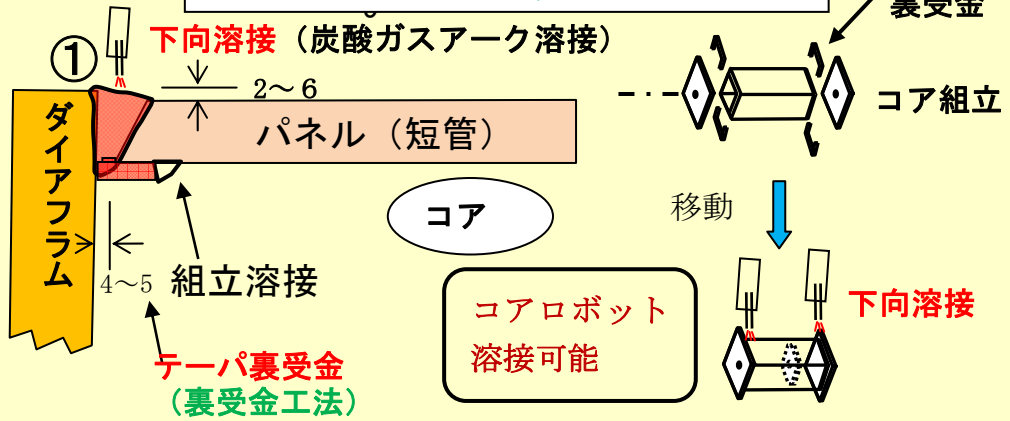 裏受金
下向溶接（炭酸ガスアーク溶接）
①
2～6
コア組立
ダイアフラム
パネル（短管）
コア
移動
4～5
組立溶接
コアロボット
溶接可能
下向溶接
テーパ裏受金
（裏受金工法）